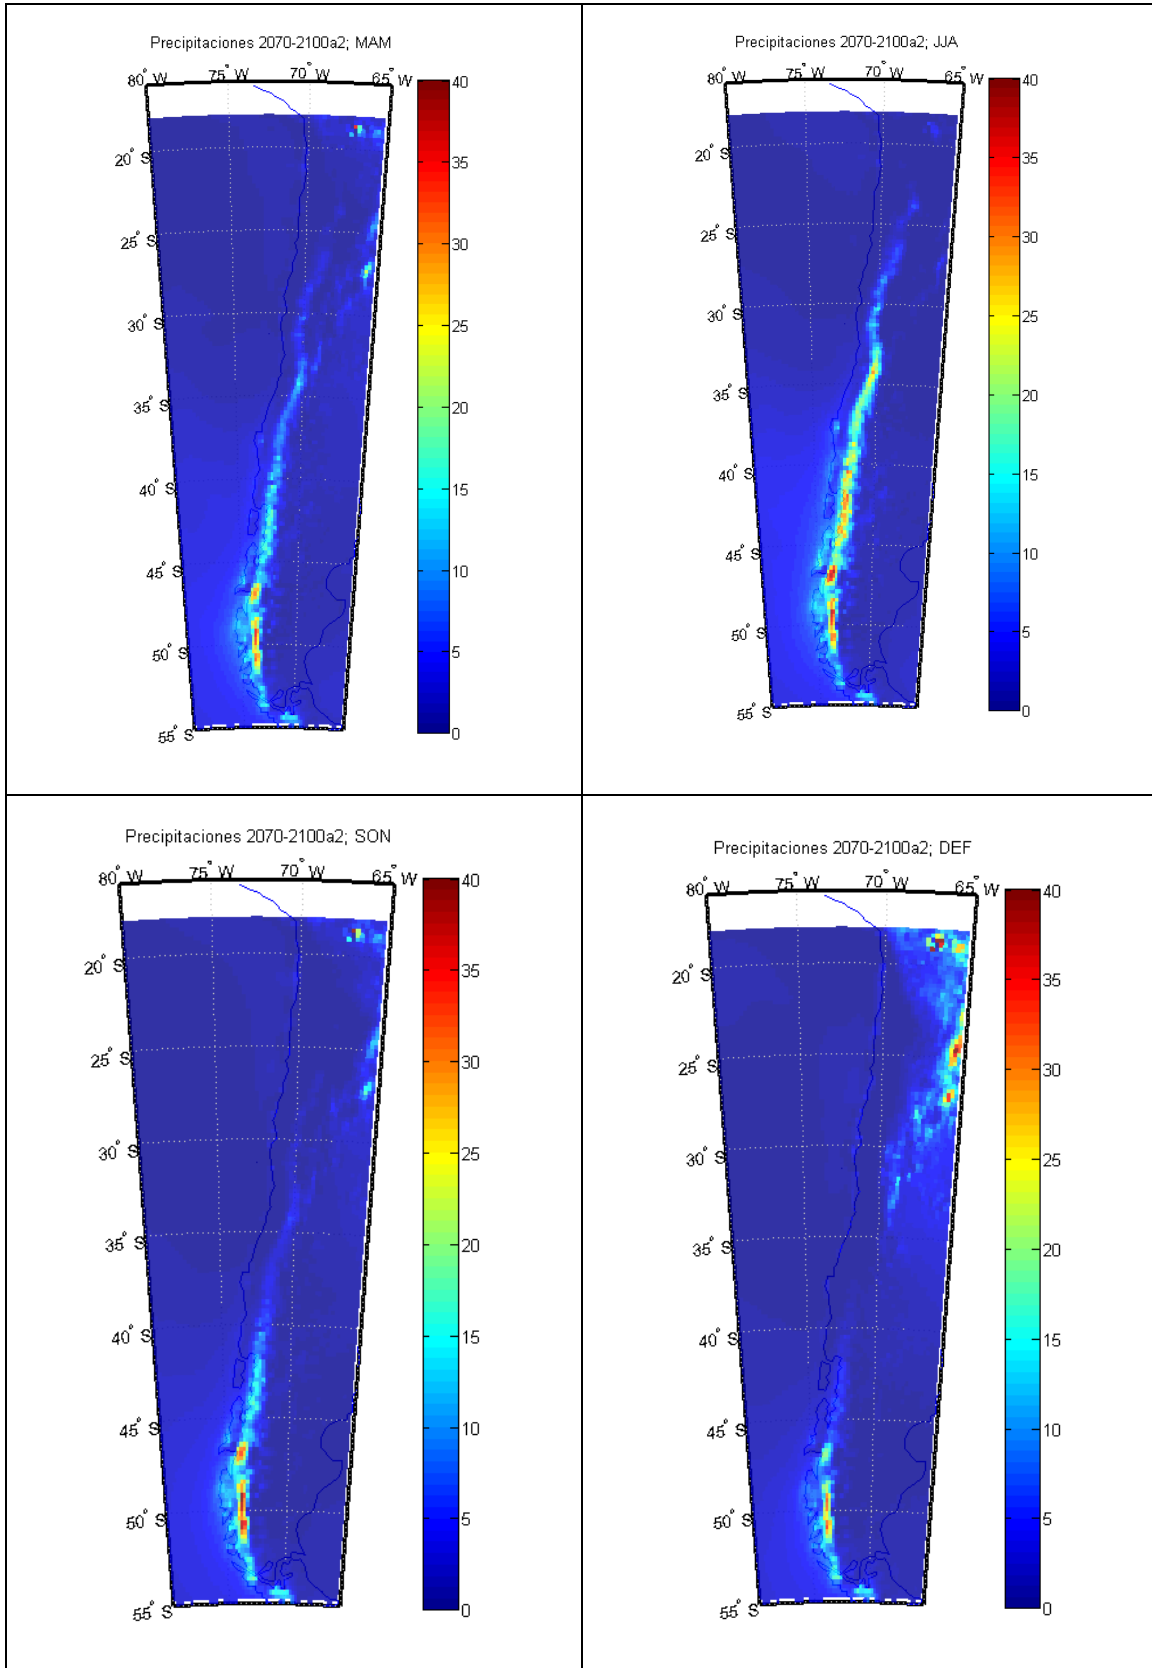 Precipitaciones 2070-2100a2; MAM
80° W 75° W 70° W 65° W
20° S
25° S
30° S
35° S
40° S
45° S
50° S
55° S
40
35
30
25
20
15
10
5
0
Precipitaciones 2070-2100a2; JJA
80° W 75° W 70° W 65° W
20° S
25° S
30° S
35° S
40° S
45° S
50° S
55° S
40
35
30
25
20
15
10
5
0
Precipitaciones 2070-2100a2; SON
80° W 75° W 70° W 65° W
20° S
25° S
30° S
35° S
40° S
45° S
50° S
55° S
40
35
30
25
20
15
10
5
0
Precipitaciones 2070-2100a2; DEF
80° W 75° W 70° W 65° W
20° S
25° S
30° S
35° S
40° S
45° S
50° S
55° S
40
35
30
25
20
15
10
5
0